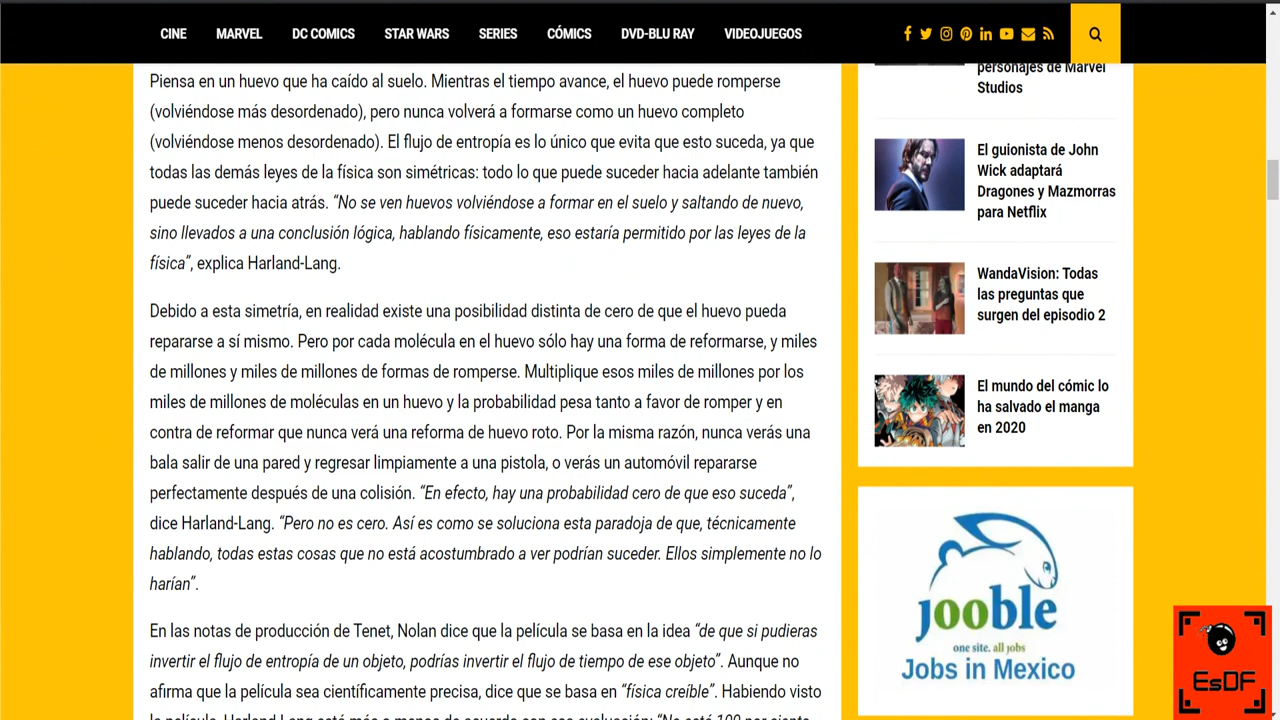 CINE MARVEL DC COMICS STAR WARS SERIES CÓMICS DVD-BLU RAY VIDEOJUEGOS
Piensa en un huevo que ha caído al suelo. Mientras el tiempo avance, el huevo puede romperse
(volviéndose más desordenado), pero nunca volverá a formarse como un huevo completo
(volviéndose menos desordenado). El flujo de entropía es lo único que evita que esto suceda, ya que
todas las demás leyes de la física son simétricas: todo lo que puede suceder hacia adelante también
puede suceder hacia atrás. “No se ven huevos volviéndose a formar en el suelo y saltando de nuevo,
sino llevados a una conclusión lógica, hablando físicamente, eso estaría permitido por las leyes de la
física”, explica Harland-Lang.
Debido a esta simetría, en realidad existe una posibilidad distinta de cero de que el huevo pueda
repararse a sí mismo. Pero por cada molécula en el huevo sólo hay una forma de reformarse, y miles
de millones y miles de millones de formas de romperse. Multiplique esos miles de millones por los
miles de millones de moléculas en un huevo y la probabilidad pesa tanto a favor de romper y en
contra de reformar que nunca verá una reforma de huevo roto. Por la misma razón, nunca verás una
bala salir de una pared y regresar limpiamente a una pistola, o verás un automóvil repararse
perfectamente después de una colisión. “En efecto, hay una probabilidad cero de que eso suceda”,
dice Harland-Lang. “Pero no es cero. Así es como se soluciona esta paradoja de que, técnicamente
hablando, todas estas cosas que no está acostumbrado a ver podrían suceder. Ellos simplemente no lo
harían”.
En las notas de producción de Tenet, Nolan dice que la película se basa en la idea “de que si pudieras
invertir el flujo de entropía de un objeto, podrías invertir el flujo de tiempo de ese objeto”. Aunque no
afirma que la película sea científicamente precisa, dice que se basa en “física creíble”. Habiendo visto
la película, Harland-Lang está más o menos de acuerdo con esa evaluación: “No está 100 por ciento
personajes de Marvel
Studios
El guionista de John
Wick adaptará
Dragones y Mazmorras
para Netflix
WandaVision: Todas
las preguntas que
surgen del episodio 2
El mundo del cómic lo
ha salvado el manga
en 2020
jooble
one site. all jobs
Jobs in Mexico
EsDF